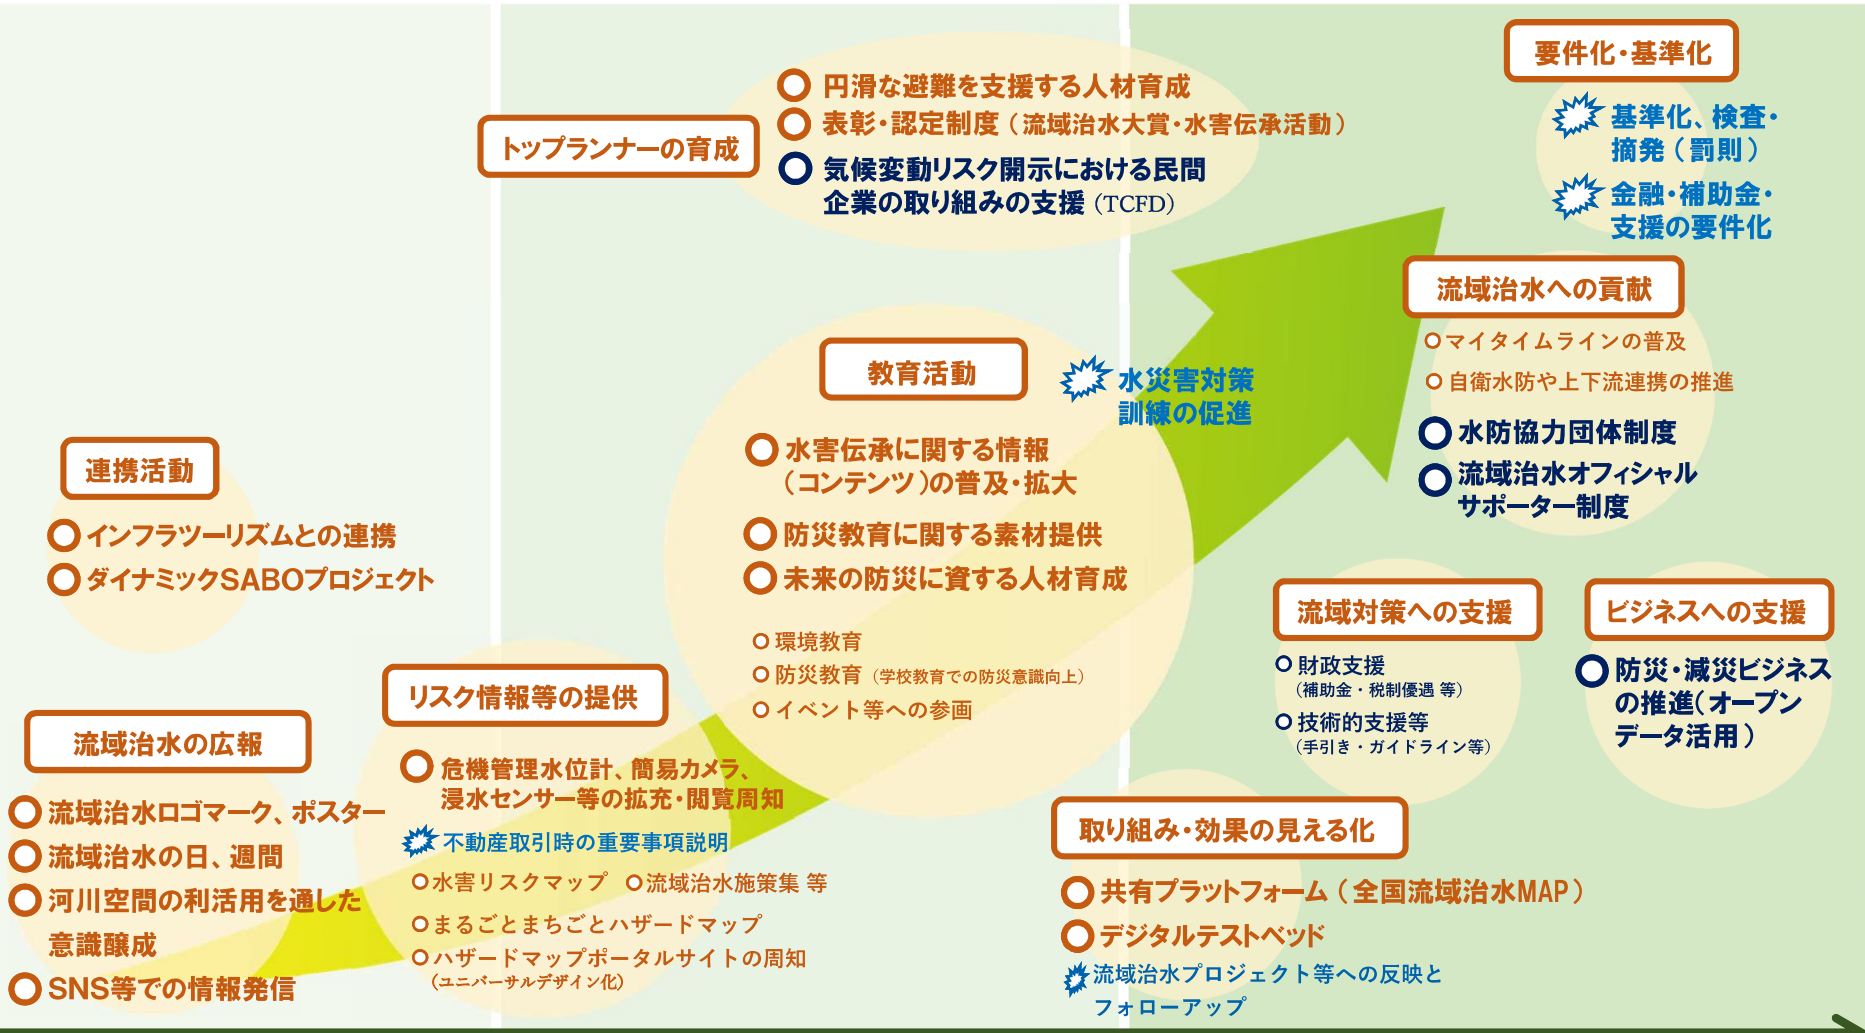 要件化・基準化
基準化、検査・
摘発（罰則）
金融・補助金・
支援の要件化
トップランナーの育成
円滑な避難を支援する人材育成
表彰・認定制度（流域治水大賞・水害伝承活動）
気候変動リスク開示における民間
企業の取り組みの支援（TCFD）
流域治水への貢献
マイタイムラインの普及
自衛水防や上下流連携の推進
水防協力団体制度
流域治水オフィシャル
サポーター制度
教育活動
水災害対策
訓練の促進
水害伝承に関する情報
（コンテンツ）の普及・拡大
防災教育に関する素材提供
未来の防災に資する人材育成
環境教育
防災教育（学校教育での防災意識向上）
イベント等への参画
連携活動
インフラツーリズムとの連携
ダイナミックSABOプロジェクト
流域対策への支援
財政支援
（補助金・税制優遇 等）
技術的支援等
（手引き・ガイドライン等）
ビジネスへの支援
防災・減災ビジネス
の推進（オープン
データ活用）
リスク情報等の提供
危機管理水位計、簡易カメラ、
浸水センサー等の拡充・閲覧周知
不動産取引時の重要事項説明
水害リスクマップ　流域治水施策集 等
まるごとまちごとハザードマップ
ハザードマップポータルサイトの周知
（ユニバーサルデザイン化）
流域治水の広報
流域治水ロゴマーク、ポスター
流域治水の日、週間
河川空間の利活用を通した
意識醸成
SNS等での情報発信
取り組み・効果の見える化
共有プラットフォーム（全国流域治水MAP）
デジタルテストベッド
流域治水プロジェクト等への反映と
フォローアップ